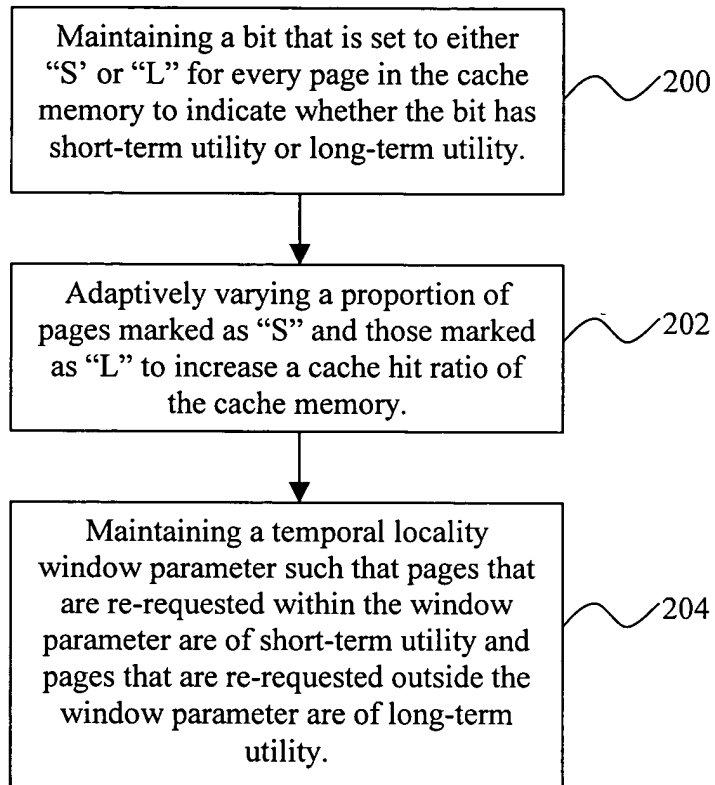 Maintaining a bit that is set to either
“S’ or “L” for every page in the cache
memory to indicate whether the bit has
short-term utility or long-term utility.
200
Adaptively varying a proportion of
pages marked as “S” and those marked
as “L” to increase a cache hit ratio of
the cache memory.
202
Maintaining a temporal locality
window parameter such that pages that
are re-requested within the window
parameter are of short-term utility and
pages that are re-requested outside the
window parameter are of long-term
utility.
204